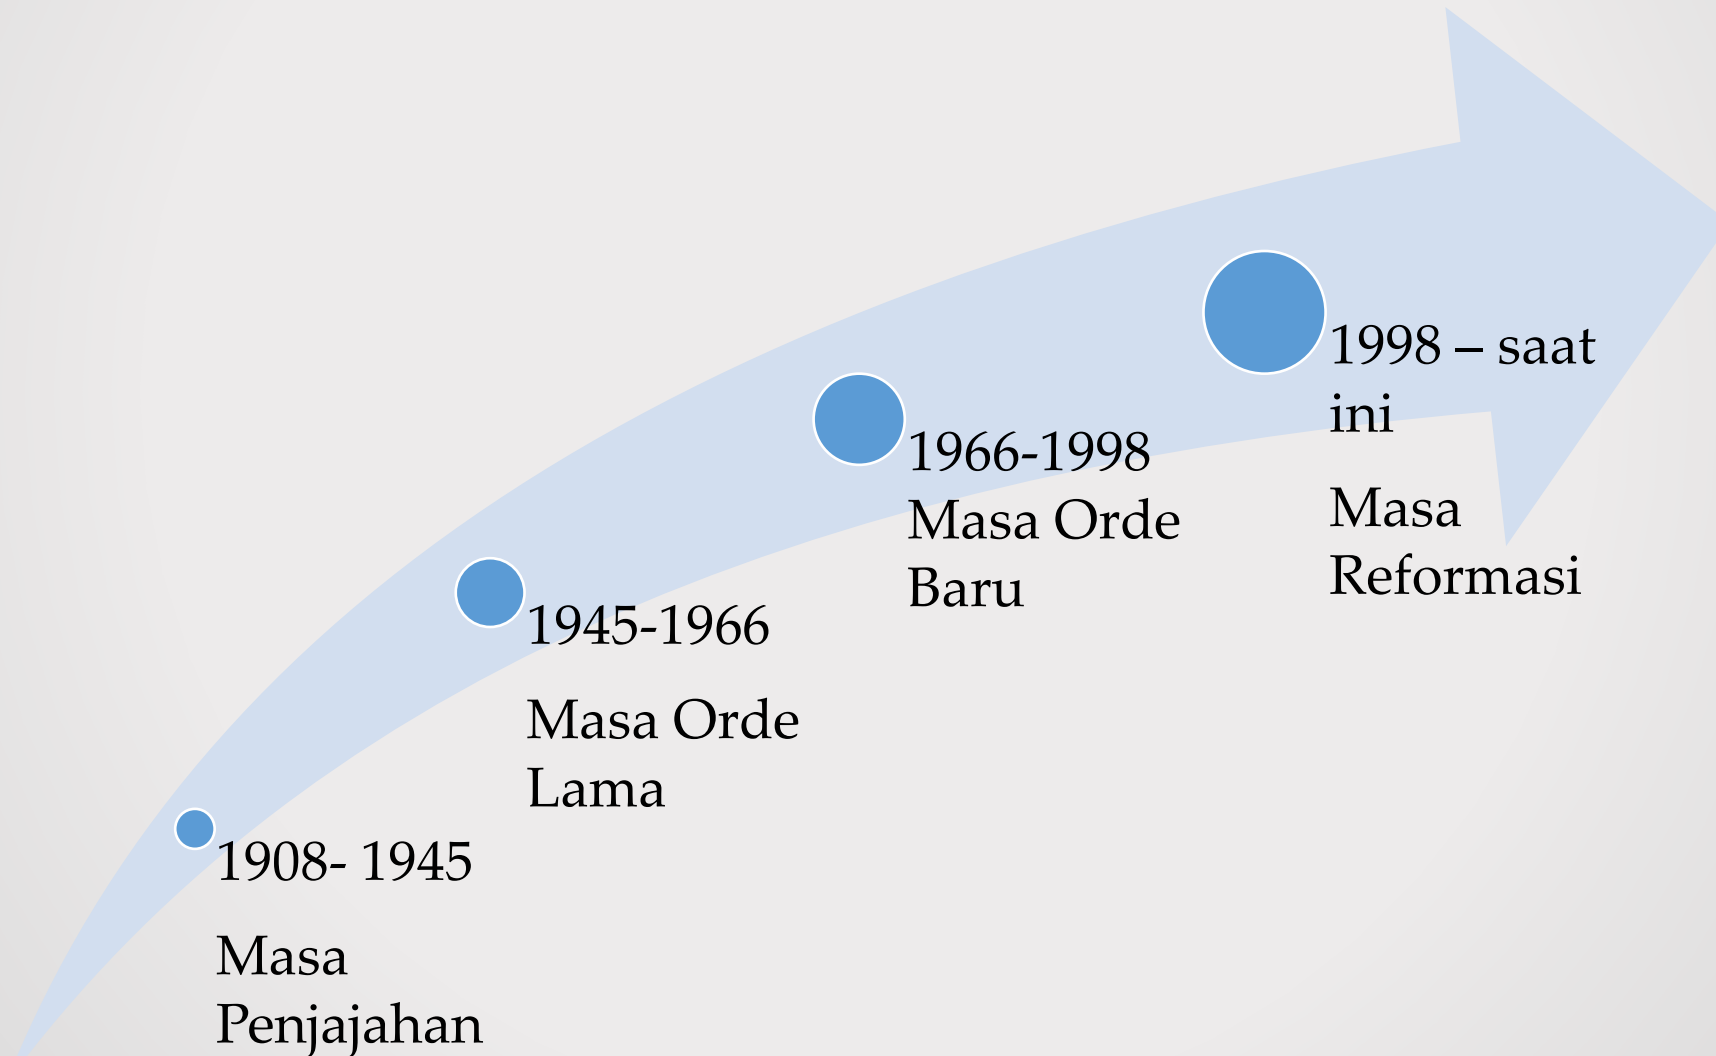 1908- 1945
Masa
Penjajahan
1945-1966
Masa Orde
Lama
1966-1998
Masa Orde
Baru
1998 – saat
ini
Masa
Reformasi